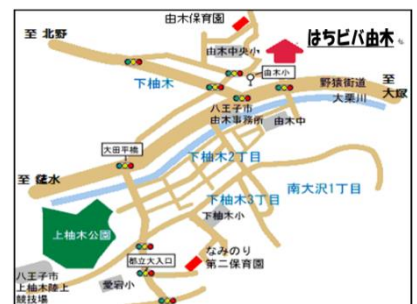 由木保育園
至 北野
はちビバ由木
由木中央小
由木小
至
大塚
下柚木
野猿街道
大栗川
八王子市
由木事務所
由木中
大田平橋
下柚木2丁目
至 鑓水
下柚木3丁目
南大沢1丁目
上柚木公園
下柚木小
なみのり
第二保育園
都立大入口
八王子市
上柚木陸上
競技場
愛宕小